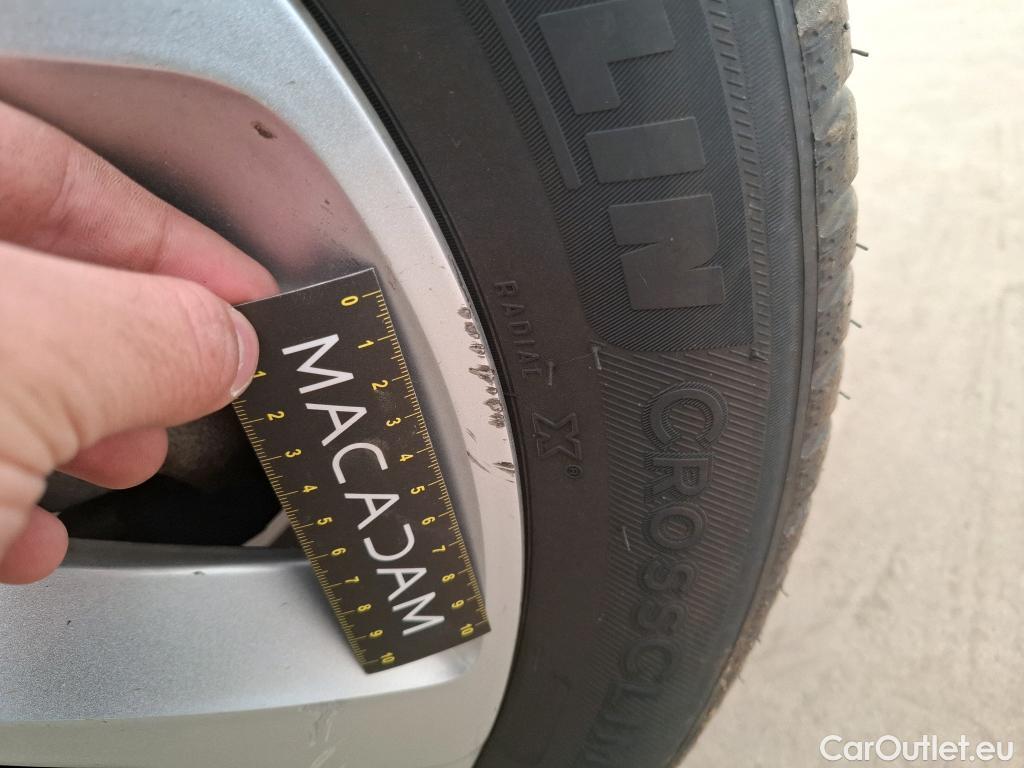 LIN
RADIAL X®
CROSSCLIM
MACADAM
0 1 2 3 4 5 6 7 8 9 10
1 2 3 4 5 6 7 8 9 10
CarOutlet.eu